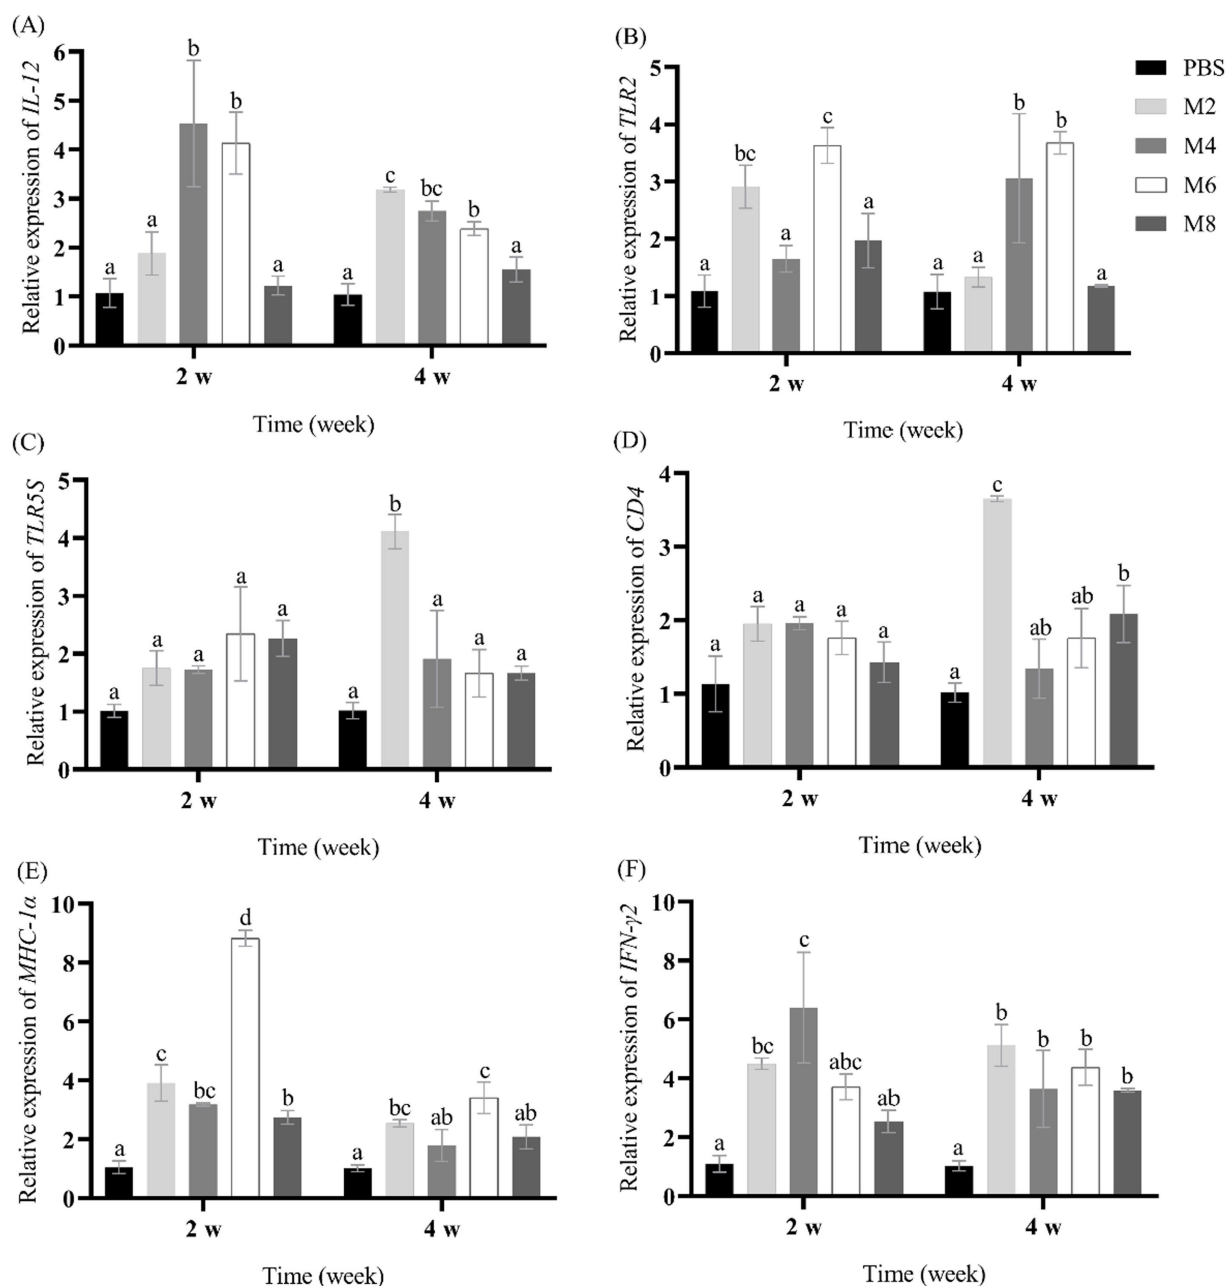 (A)
Relative expression of IL-12
6
5
4
3
2
1
0
a
a
b
b
a
a
c
bc
b
a
2 w
4 w
Time (week)
(B)
Relative expression of TLR2
5
4
3
2
1
0
a
bc
a
c
a
a
a
b
b
a
2 w
4 w
Time (week)
PBS
M2
M4
M6
M8
(C)
Relative expression of TLR5S
5
4
3
2
1
0
a
a
a
a
a
a
b
a
a
a
2 w
4 w
Time (week)
(D)
Relative expression of CD4
4
3
2
1
0
a
a
a
a
a
a
c
ab
ab
b
2 w
4 w
Time (week)
(E)
Relative expression of MHC-1α
10
8
6
4
2
0
a
c
bc
d
b
a
bc
ab
c
ab
2 w
4 w
Time (week)
(F)
Relative expression of IFN-γ2
10
8
6
4
2
0
a
bc
c
abc
ab
a
b
b
b
b
2 w
4 w
Time (week)